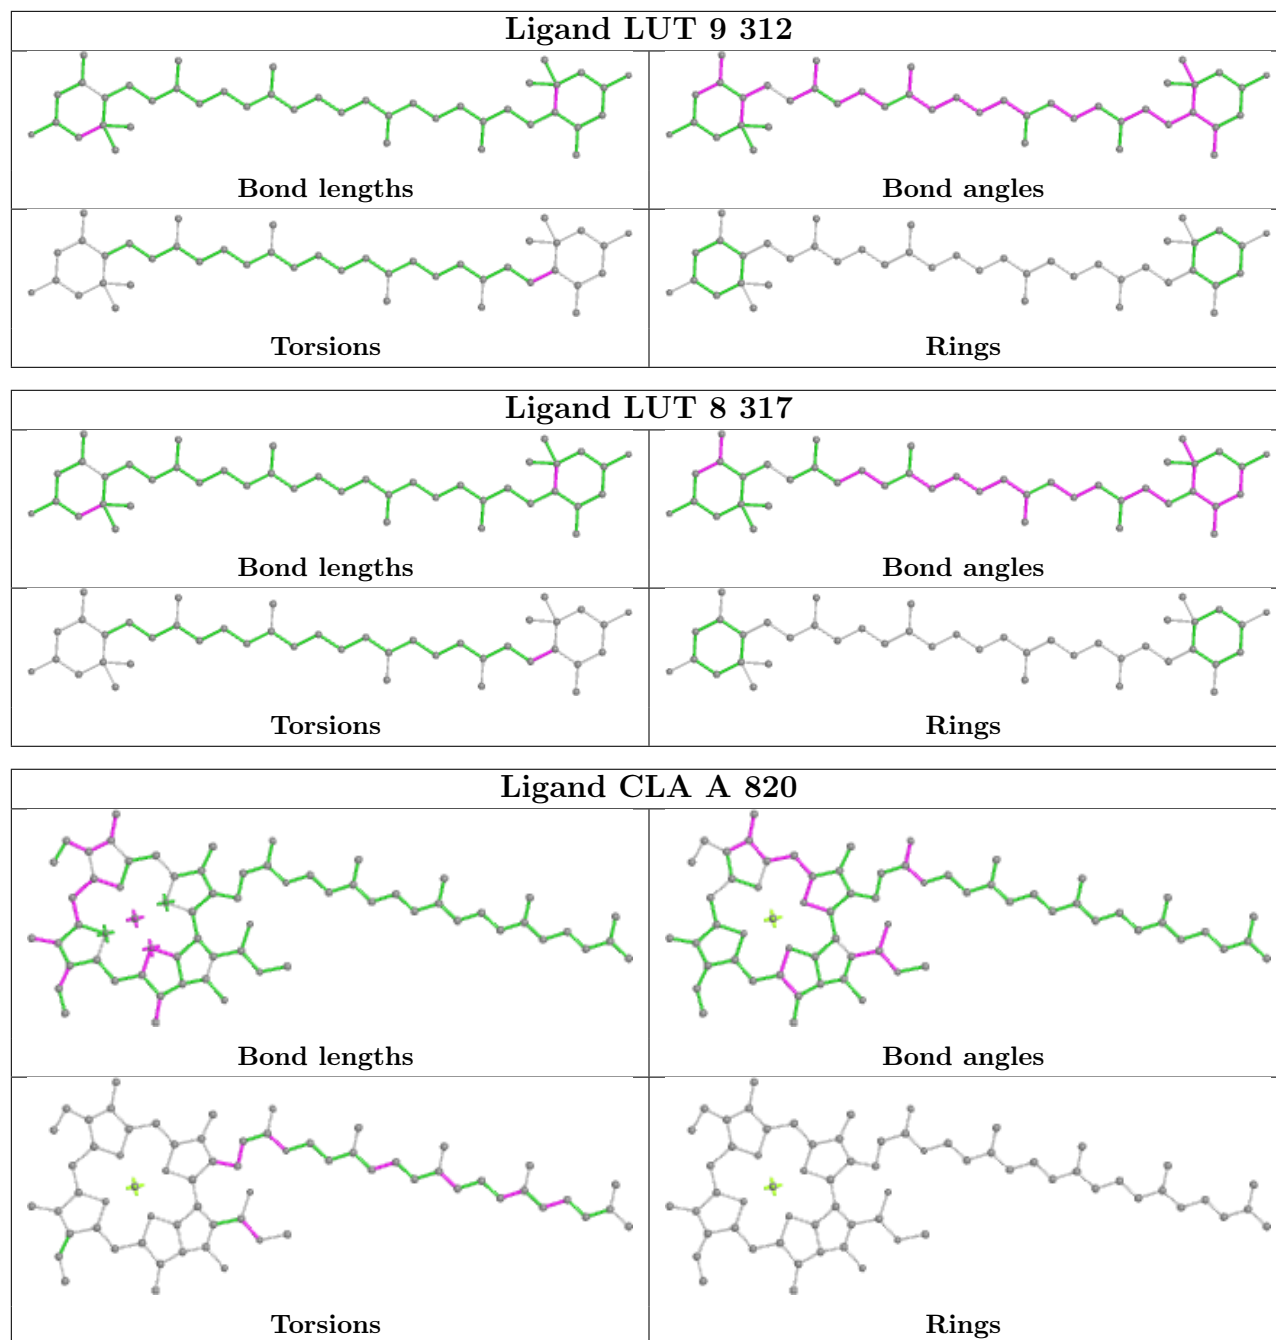 Ligand LUT 9 312
Bond lengths
Bond angles
Torsions
Rings
Ligand LUT 8 317
Bond lengths
Bond angles
Torsions
Rings
Ligand CLA A 820
Bond lengths
Bond angles
Torsions
Rings